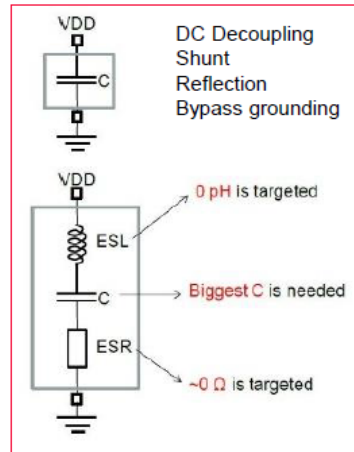 VDD
C
DC Decoupling
Shunt
Reflection
Bypass grounding
VDD
ESL
0 pH is targeted
C
Biggest C is needed
ESR
~0 Ω is targeted